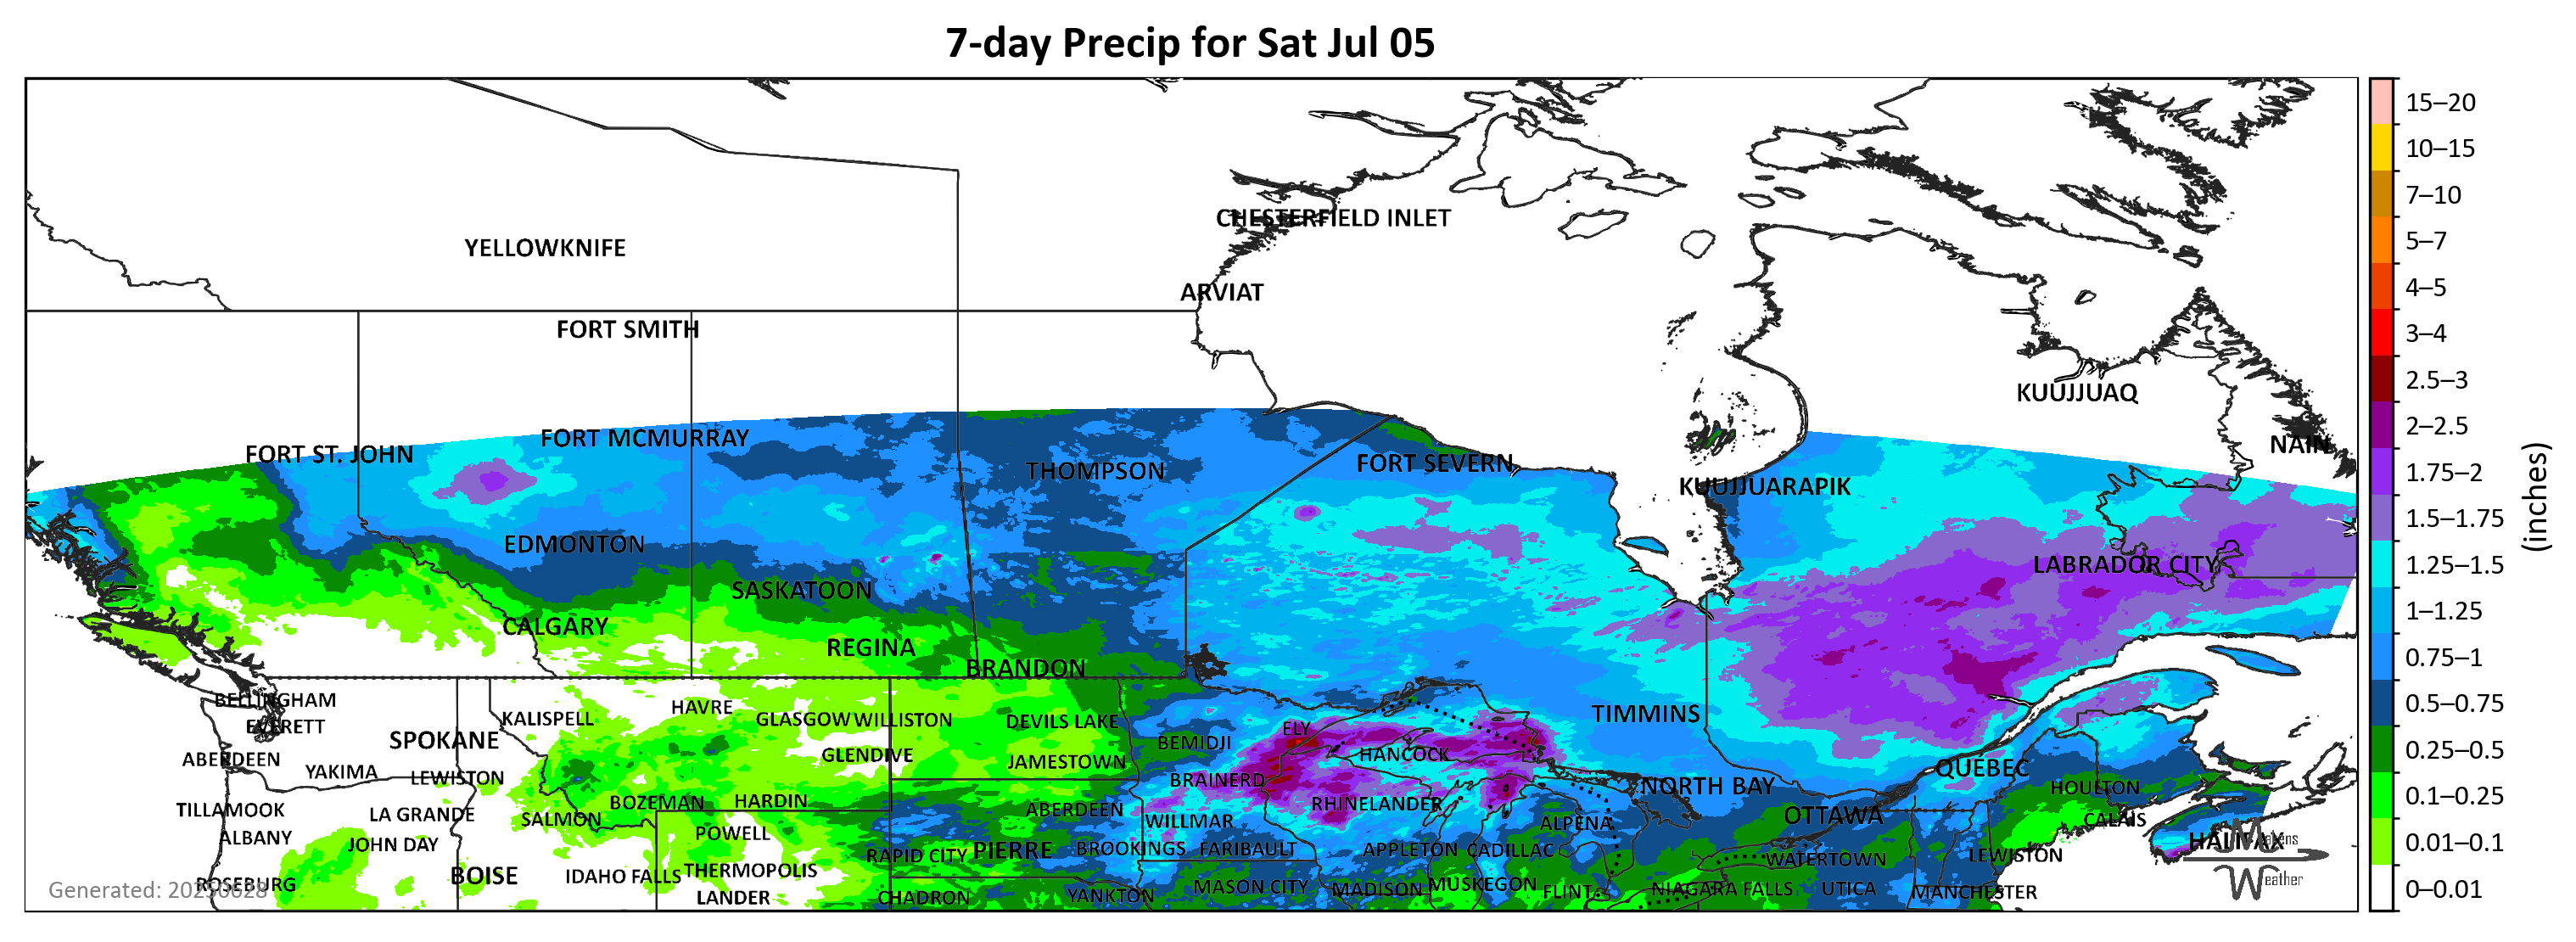 7-day Precip for Sat Jul 05
CHESTERFIELD INLET
YELLOWKNIFE
ARVIAT
FORT SMITH
KUUJJUAQ
FORT MCMURRAY
NAIN
FORT ST. JOHN
THOMPSON
FORT SEVERN
KUUJJUARAPIK
EDMONTON
LABRADOR CITY
SASKATOON
CALGARY
REGINA
BRANDON
BELLINGHAM
HAVRE
KALISPELL
GLASGOW
WILLISTON
DEVILS LAKE
TIMMINS
EVERETT
ELY
SPOKANE
BEMIDJI
ABERDEEN
GLENDIVE
JAMESTOWN
HANCOCK
QUÉBEC
YAKIMA
LEWISTON
BRAINERD
NORTH BAY
HOULTON
TILLAMOOK
LA GRANDE
BOZEMAN
HARDIN
ABERDEEN
RHINELANDER
OTTAWA
SALMON
WILLMAR
ALPENA
CALAIS
ALBANY
JOHN DAY
POWELL
HALIFAX
RAPID CITY
PIERRE
BROOKINGS
FARIBAULT
APPLETON
CADILLAC
WATERTOWN
LEWISTON
ROSEBURG
BOISE
IDAHO FALLS
THERMOPOLIS
MASON CITY
MADISON
MUSKEGON
FLINT
NIAGARA FALLS
UTICA
MANCHESTER
LANDER
CHADRON
YANKTON
Generated: 20250628
Matens
Weather
15–20
10–15
7–10
5–7
4–5
3–4
2.5–3
2–2.5
1.75–2
1.5–1.75
1.25–1.5
1–1.25
0.75–1
0.5–0.75
0.25–0.5
0.1–0.25
0.01–0.1
0–0.01
(inches)